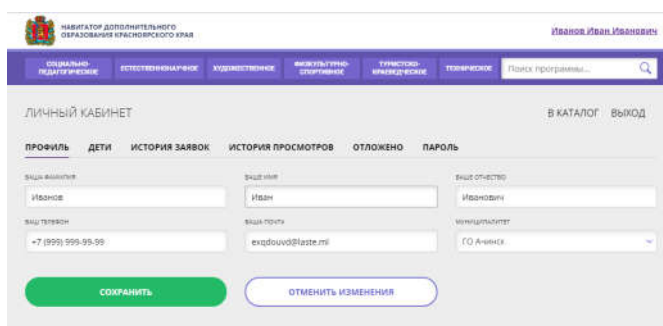 НАВИГАТОР ДОПОЛНИТЕЛЬНОГО
ОБРАЗОВАНИЯ КРАСНОЯРСКОГО КРАЯ
Иванов Иван Иванович
СОЦИАЛЬНО-
ПЕДАГОГИЧЕСКОЕ
ЕСТЕСТВЕННОНАУЧНОЕ
ХУДОЖЕСТВЕННОЕ
ФИЗКУЛЬТУРНО-
СПОРТИВНОЕ
ТУРИСТСКО-
КРАЕВЕДЧЕСКОЕ
ТЕХНИЧЕСКОЕ
Поиск программы...
ЛИЧНЫЙ КАБИНЕТ
В КАТАЛОГ ВЫХОД
ПРОФИЛЬ ДЕТИ ИСТОРИЯ ЗАЯВОК ИСТОРИЯ ПРОСМОТРОВ ОТЛОЖЕНО ПАРОЛЬ
ВАША ФАМИЛИЯ ВАШЕ ИМЯ ВАШЕ ОТЧЕСТВО
Иванов Иван Иванович
ВАШ ТЕЛЕФОН ВАША ПОЧТА МУНИЦИПАЛИТЕТ
+7 (999) 999-99-99 exqdouvd@laste.ml ГО Ачинск
СОХРАНИТЬ ОТМЕНИТЬ ИЗМЕНЕНИЯ